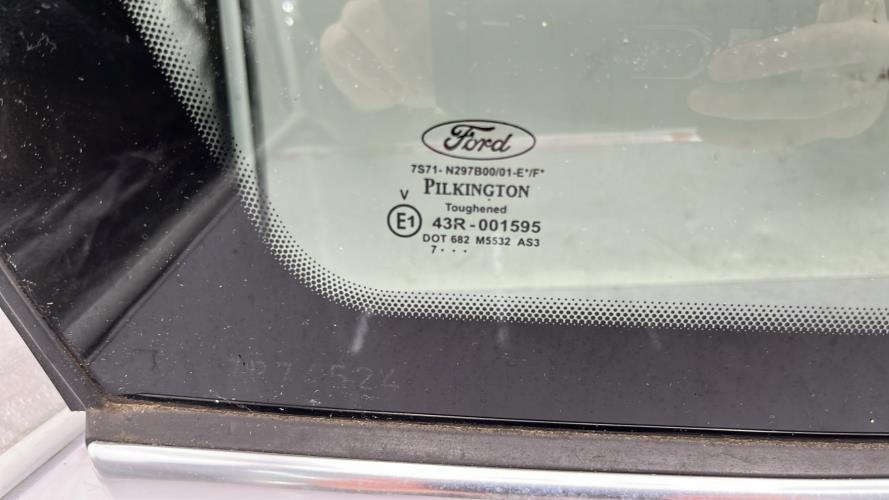 Ford
7S71- N297B00/01-E*/F*
PILKINGTON
Toughened
V
E1 43R-001595
DOT 682 M5532 AS3
7· · ·